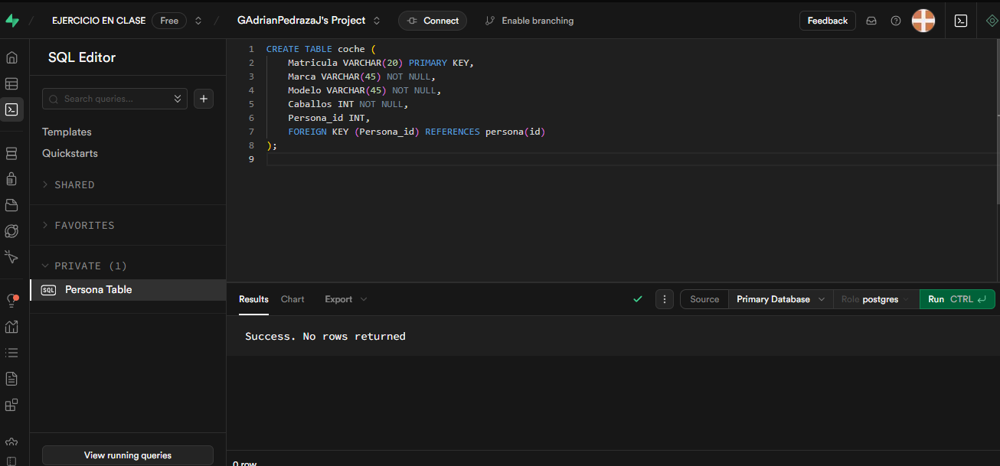 EJERCICIO EN CLASE Free GAdrianPedrazaJ's Project Connect Enable branching Feedback
SQL Editor
Search queries...
Templates
Quickstarts
SHARED
FAVORITES
PRIVATE (1)
SQL Persona Table
View running queries
1 CREATE TABLE coche (
2 Matricula VARCHAR(20) PRIMARY KEY,
3 Marca VARCHAR(45) NOT NULL,
4 Modelo VARCHAR(45) NOT NULL,
5 Caballos INT NOT NULL,
6 Persona_id INT,
7 FOREIGN KEY (Persona_id) REFERENCES persona(id)
8 );
9
Results Chart Export Source Primary Database Role postgres Run CTRL
Success. No rows returned
0 row